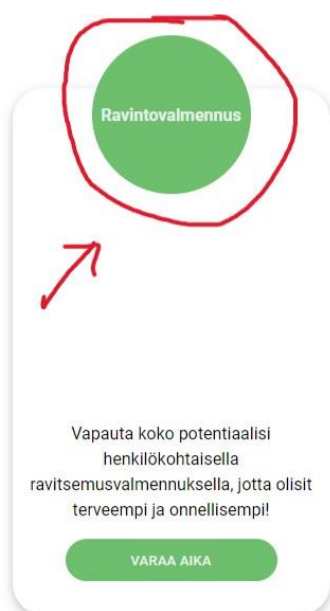 Ravintovalmennus
Vapauta koko potentiaalisi
henkilökohtaisella
ravitsemusvalmennuksella, jotta olisit
terveempi ja onnellisempi!
VARAA AIKA